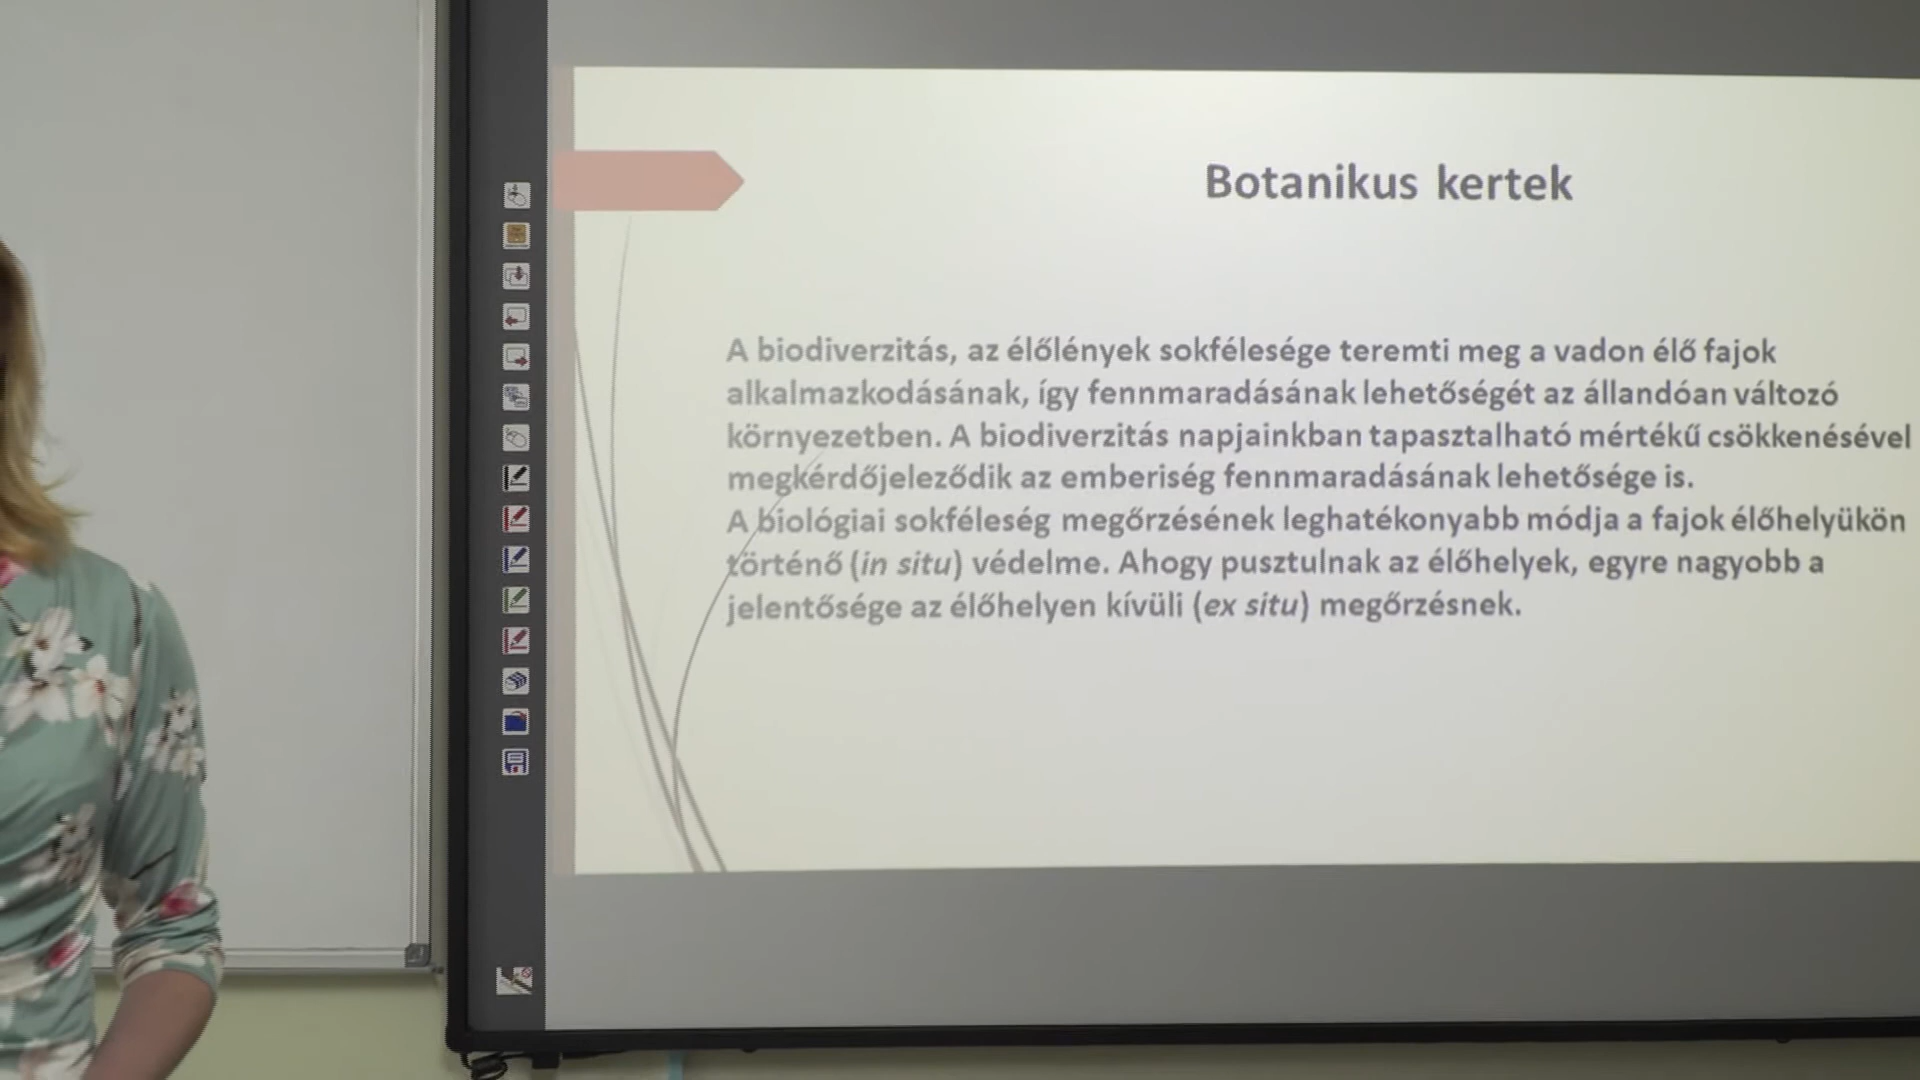 Botanikus kertek
A biodiverzitás, az élőlények sokfélesége teremti meg a vadon élő fajok
alkalmazkodásának, így fennmaradásának lehetőségét az állandóan változó
környezetben. A biodiverzitás napjainkban tapasztalható mértékű csökkenésével
megkérdőjeleződik az emberiség fennmaradásának lehetősége is.
A biológiai sokféleség megőrzésének leghatékonyabb módja a fajok élőhelyükön
történő (in situ) védelme. Ahogy pusztulnak az élőhelyek, egyre nagyobb a
jelentősége az élőhelyen kívüli (ex situ) megőrzésnek.